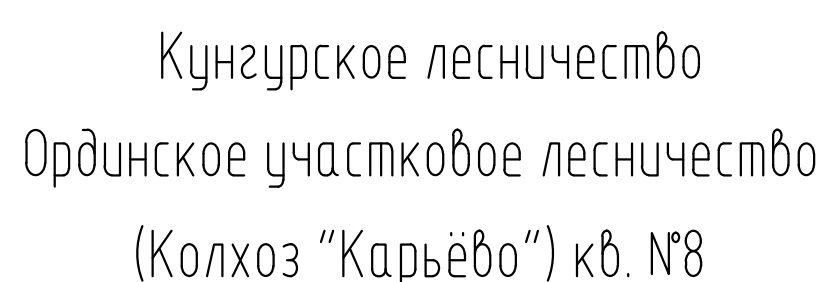 Кунгурское лесничество
Ординское участковое лесничество
(Колхоз "Карьёво") кв. №8